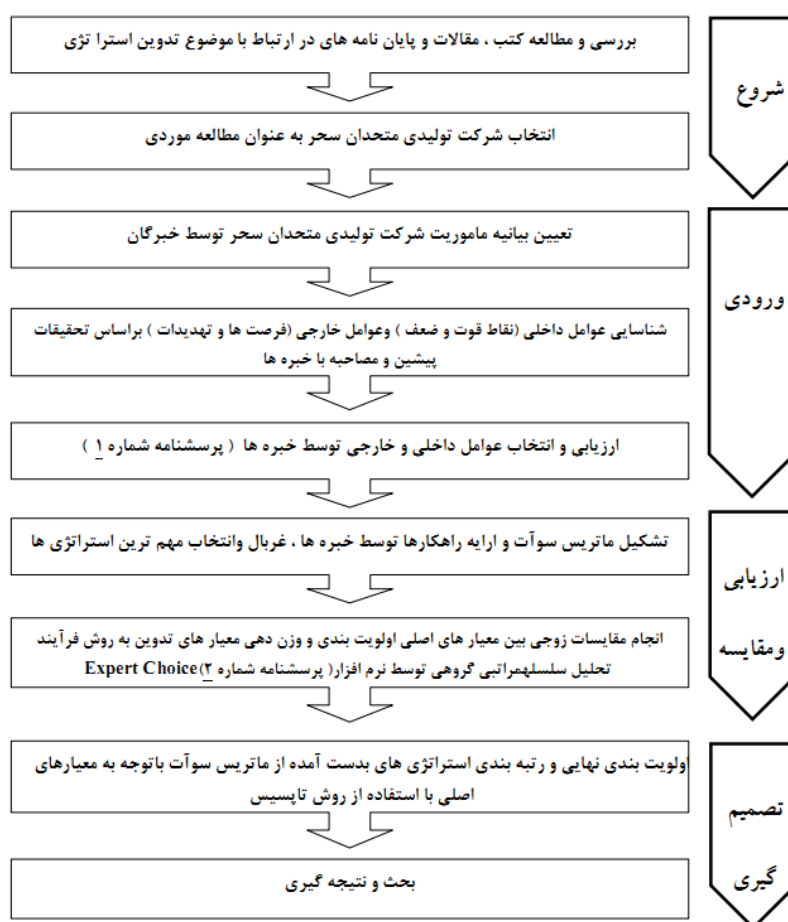 بررسی و مطالعه کتب ، مقالات و پایان نامه های در ارتباط با موضوع تدوین استرا تژی
شروع
انتخاب شرکت تولیدی متحدان سحر به عنوان مطالعه موردی
تعیین بیانیه ماموریت شرکت تولیدی متحدان سحر توسط خبرگان
ورودی
شناسایی عوامل داخلی (نقاط قوت و ضعف ) وعوامل خارجی (فرصت ها و تهدیدات ) براساس تحقیقات
پیشین و مصاحبه با خبره ها
ارزیابی و انتخاب عوامل داخلی و خارجی توسط خبره ها ( پرسشنامه شماره ۱ )
تشکیل ماتریس سوآت و ارایه راهکارها توسط خبره ها ، غربال وانتخاب مهم ترین استراتژی ها
ارزیابی
ومقایسه
انجام مقایسات زوجی بین معیار های اصلی اولویت بندی و وزن دهی معیار های تدوین به روش فرآیند
تحلیل سلسلهمراتبی گروهی توسط نرم افزار( پرسشنامه شماره ۲)Expert Choice
اولویت بندی نهایی و رتبه بندی استراتژی های بدست آمده از ماتریس سوآت باتوجه به معیارهای
اصلی با استفاده از روش تاپسیس
تصمیم
گیری
بحث و نتیجه گیری